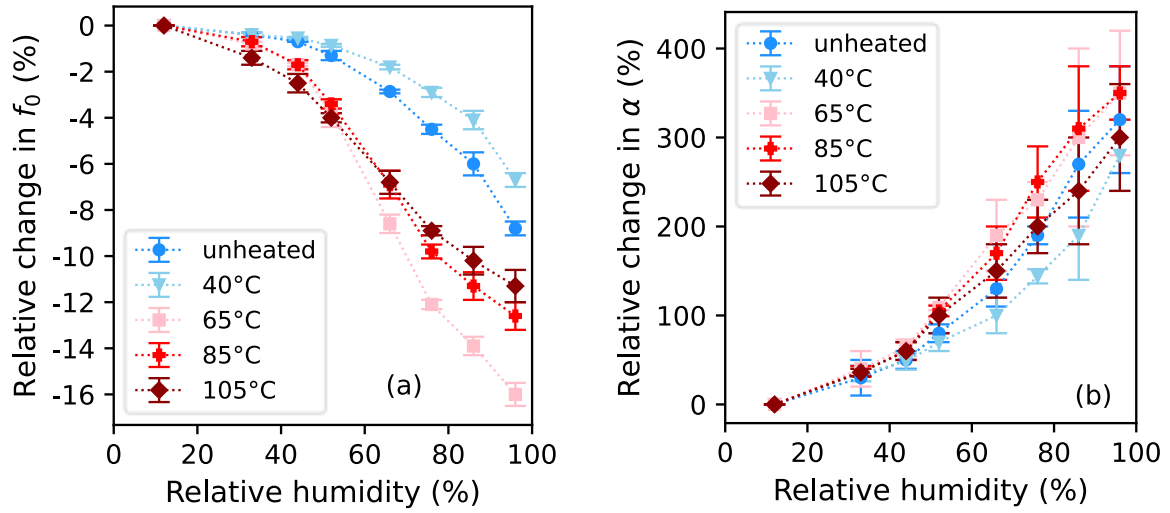 Relative change in f₀ (%)
0
-2
-4
-6
-8
-10
-12
-14
-16
unheated
40°C
65°C
85°C
105°C
(a)
0 20 40 60 80 100
Relative humidity (%)
Relative change in α (%)
400
300
200
100
0
unheated
40°C
65°C
85°C
105°C
(b)
0 20 40 60 80 100
Relative humidity (%)